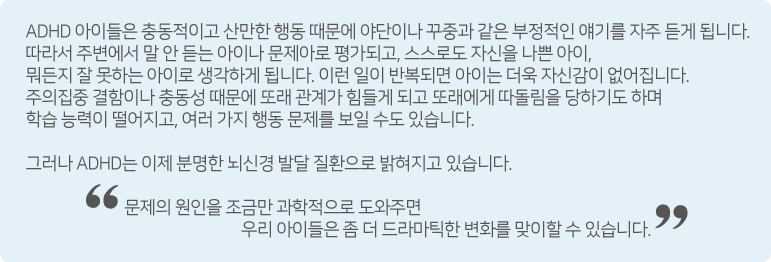 ADHD 아이들은 충동적이고 산만한 행동 때문에 야단이나 꾸중과 같은 부정적인 얘기를 자주 듣게 됩니다.
따라서 주변에서 말 안 듣는 아이나 문제아로 평가되고, 스스로도 자신을 나쁜 아이,
뭐든지 잘 못하는 아이로 생각하게 됩니다. 이런 일이 반복되면 아이는 더욱 자신감이 없어집니다.
주의집중 결함이나 충동성 때문에 또래 관계가 힘들게 되고 또래에게 따돌림을 당하기도 하며
학습 능력이 떨어지고, 여러 가지 행동 문제를 보일 수도 있습니다.
그러나 ADHD는 이제 분명한 뇌신경 발달 질환으로 밝혀지고 있습니다.
“ 문제의 원인을 조금만 과학적으로 도와주면
우리 아이들은 좀 더 드라마틱한 변화를 맞이할 수 있습니다. ”